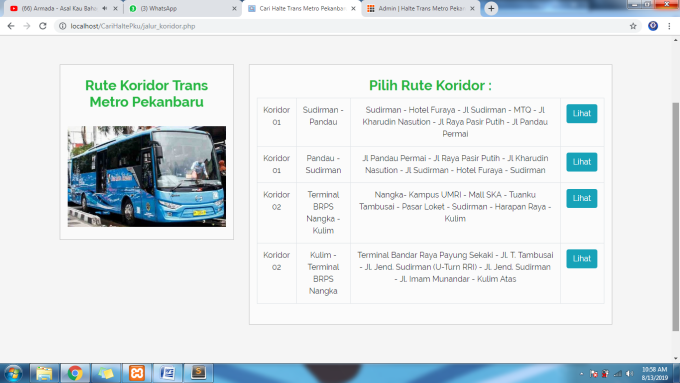 (66) Armada - Asal Kau Baha
(3) WhatsApp
Cari Halte Trans Metro Pekanbaru
Admin | Halte Trans Metro Pekan
localhost/CariHaltePku/jalur_koridor.php
Rute Koridor Trans
Metro Pekanbaru
Pilih Rute Koridor :
Koridor
01
Sudirman -
Pandau
Sudirman - Hotel Furaya - Jl Sudirman - MTQ - Jl
Kharudin Nasution - Jl Raya Pasir Putih - Jl Pandau
Permai
Lihat
Koridor
01
Pandau -
Sudirman
Jl Pandau Permai - Jl Raya Pasir Putih - Jl Kharudin
Nasution - Jl Sudirman - Hotel Furaya - Sudirman
Lihat
Koridor
02
Terminal
BRPS
Nangka -
Kulim
Nangka- Kampus UMRI - Mall SKA - Tuanku
Tambusai - Pasar Loket - Sudirman - Harapan Raya -
Kulim
Lihat
Koridor
02
Kulim -
Terminal
BRPS
Nangka
Terminal Bandar Raya Payung Sekaki - Jl. T. Tambusai
- Jl. Jend. Sudirman (U-Turn RRI) - Jl. Jend. Sudirman
- Jl. Imam Munandar - Kulim Atas
Lihat
10:58 AM
8/13/2019